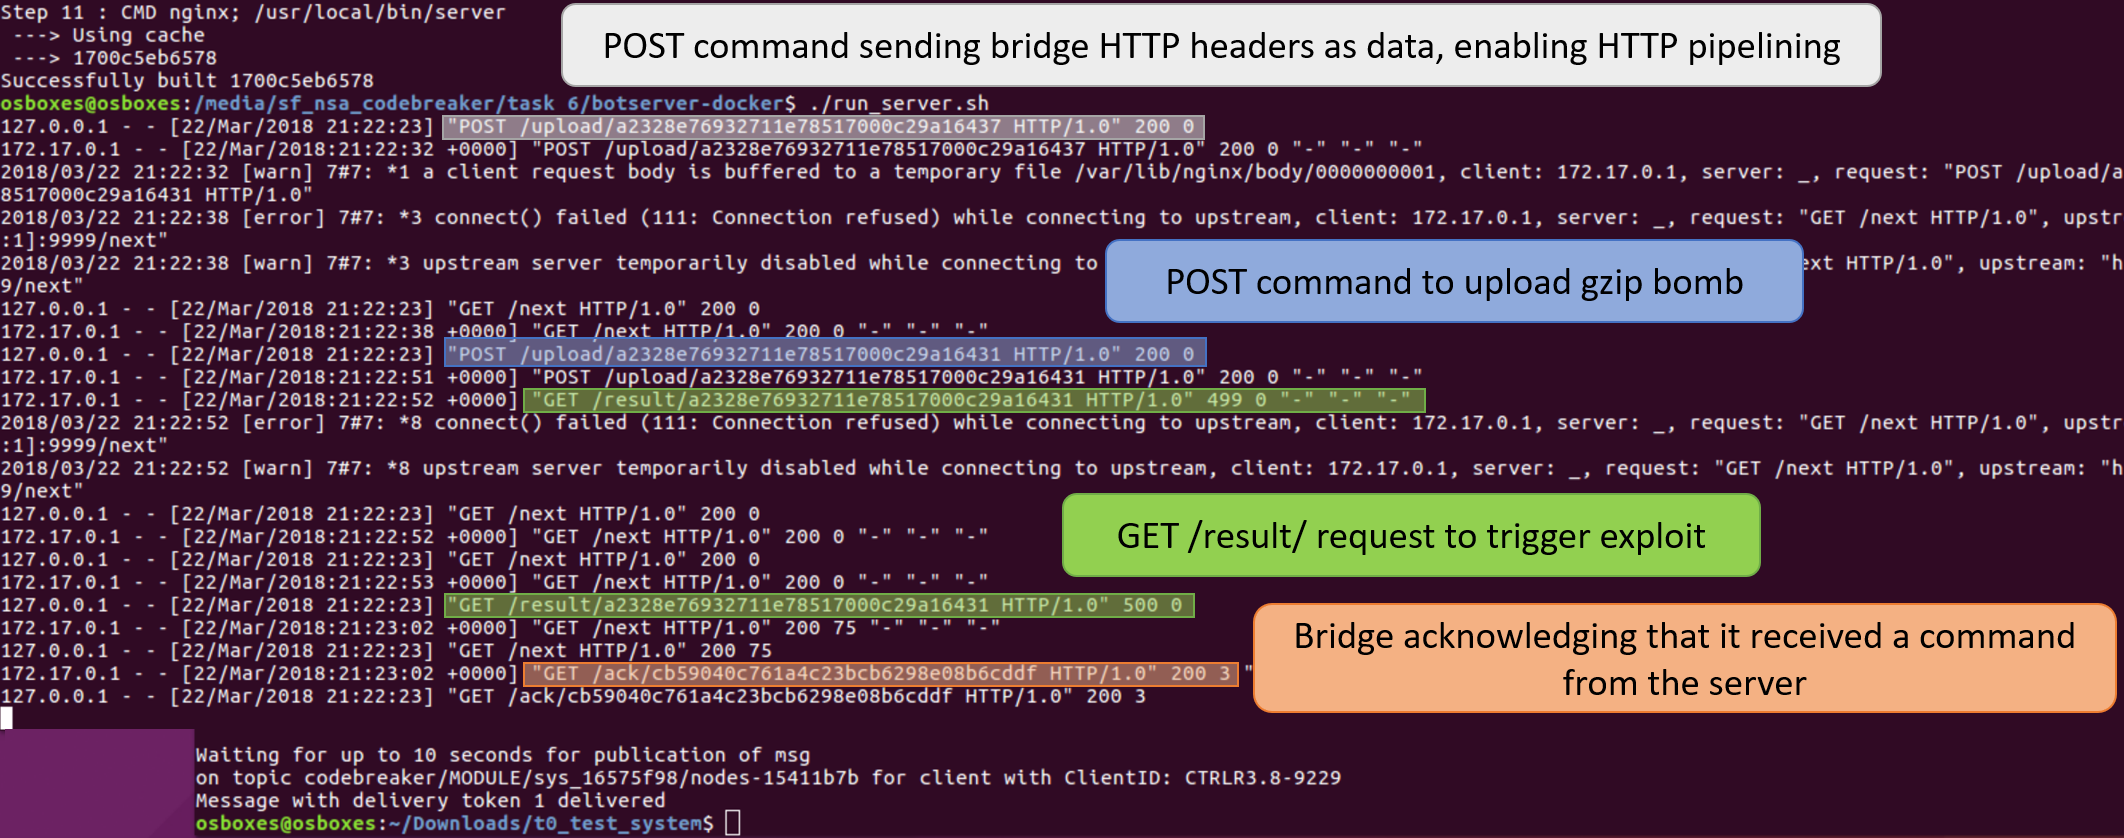 Step 11 : CMD nginx; /usr/local/bin/server
 ---> Using cache
 ---> 1700c5eb6578
Successfully built 1700c5eb6578
POST command sending bridge HTTP headers as data, enabling HTTP pipelining
osboxes@osboxes:/media/sf_nsa_codebreaker/task 6/botserver-docker$ ./run_server.sh
127.0.0.1 - - [22/Mar/2018 21:22:23] "POST /upload/a2328e76932711e78517000c29a16437 HTTP/1.0" 200 0
172.17.0.1 - - [22/Mar/2018:21:22:32 +0000] "POST /upload/a2328e76932711e78517000c29a16437 HTTP/1.0" 200 0 "-" "-" "-"
2018/03/22 21:22:32 [warn] 7#7: *1 a client request body is buffered to a temporary file /var/lib/nginx/body/0000000001, client: 172.17.0.1, server: _, request: "POST /upload/a
8517000c29a16431 HTTP/1.0"
2018/03/22 21:22:38 [error] 7#7: *3 connect() failed (111: Connection refused) while connecting to upstream, client: 172.17.0.1, server: _, request: "GET /next HTTP/1.0", upstr
:1]:9999/next"
2018/03/22 21:22:38 [warn] 7#7: *3 upstream server temporarily disabled while connecting to
ext HTTP/1.0", upstream: "h
9/next"
POST command to upload gzip bomb
127.0.0.1 - - [22/Mar/2018 21:22:23] "GET /next HTTP/1.0" 200 0
172.17.0.1 - - [22/Mar/2018:21:22:38 +0000] "GET /next HTTP/1.0" 200 0 "-" "-" "-"
127.0.0.1 - - [22/Mar/2018 21:22:23] "POST /upload/a2328e76932711e78517000c29a16431 HTTP/1.0" 200 0
172.17.0.1 - - [22/Mar/2018:21:22:51 +0000] "POST /upload/a2328e76932711e78517000c29a16431 HTTP/1.0" 200 0 "-" "-" "-"
172.17.0.1 - - [22/Mar/2018:21:22:52 +0000] "GET /result/a2328e76932711e78517000c29a16431 HTTP/1.0" 499 0 "-" "-" "-"
2018/03/22 21:22:52 [error] 7#7: *8 connect() failed (111: Connection refused) while connecting to upstream, client: 172.17.0.1, server: _, request: "GET /next HTTP/1.0", upstr
:1]:9999/next"
2018/03/22 21:22:52 [warn] 7#7: *8 upstream server temporarily disabled while connecting to upstream, client: 172.17.0.1, server: _, request: "GET /next HTTP/1.0", upstream: "h
9/next"
127.0.0.1 - - [22/Mar/2018 21:22:23] "GET /next HTTP/1.0" 200 0
172.17.0.1 - - [22/Mar/2018:21:22:52 +0000] "GET /next HTTP/1.0" 200 0 "-" "-" "-"
GET /result/ request to trigger exploit
127.0.0.1 - - [22/Mar/2018 21:22:23] "GET /next HTTP/1.0" 200 0
172.17.0.1 - - [22/Mar/2018:21:22:53 +0000] "GET /next HTTP/1.0" 200 0 "-" "-" "-"
127.0.0.1 - - [22/Mar/2018 21:22:23] "GET /result/a2328e76932711e78517000c29a16431 HTTP/1.0" 500 0
172.17.0.1 - - [22/Mar/2018:21:23:02 +0000] "GET /next HTTP/1.0" 200 75 "-" "-" "-"
127.0.0.1 - - [22/Mar/2018 21:22:23] "GET /next HTTP/1.0" 200 75
Bridge acknowledging that it received a command
from the server
172.17.0.1 - - [22/Mar/2018:21:23:02 +0000] "GET /ack/cb59040c761a4c23bcb6298e08b6cddf HTTP/1.0" 200 3 "
127.0.0.1 - - [22/Mar/2018 21:22:23] "GET /ack/cb59040c761a4c23bcb6298e08b6cddf HTTP/1.0" 200 3
Waiting for up to 10 seconds for publication of msg
on topic codebreaker/MODULE/sys_16575f98/nodes-15411b7b for client with ClientID: CTRLR3.8-9229
Message with delivery token 1 delivered
osboxes@osboxes:~/Downloads/t0_test_system$